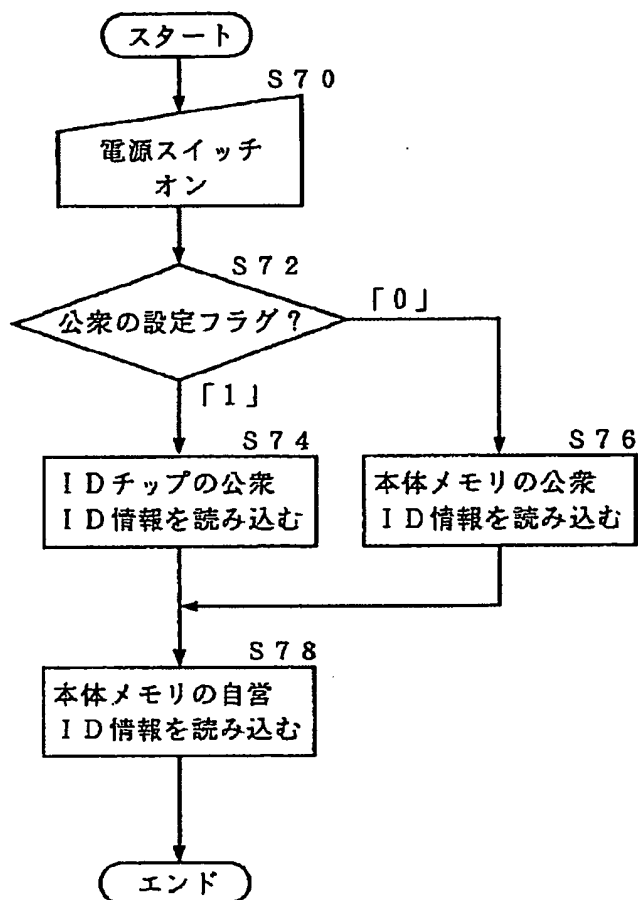 スタート
S70
電源スイッチ
オン
S72
公衆の設定フラグ?
「0」
「1」
S74
IDチップの公衆
ID情報を読み込む
S76
本体メモリの公衆
ID情報を読み込む
S78
本体メモリの自営
ID情報を読み込む
エンド